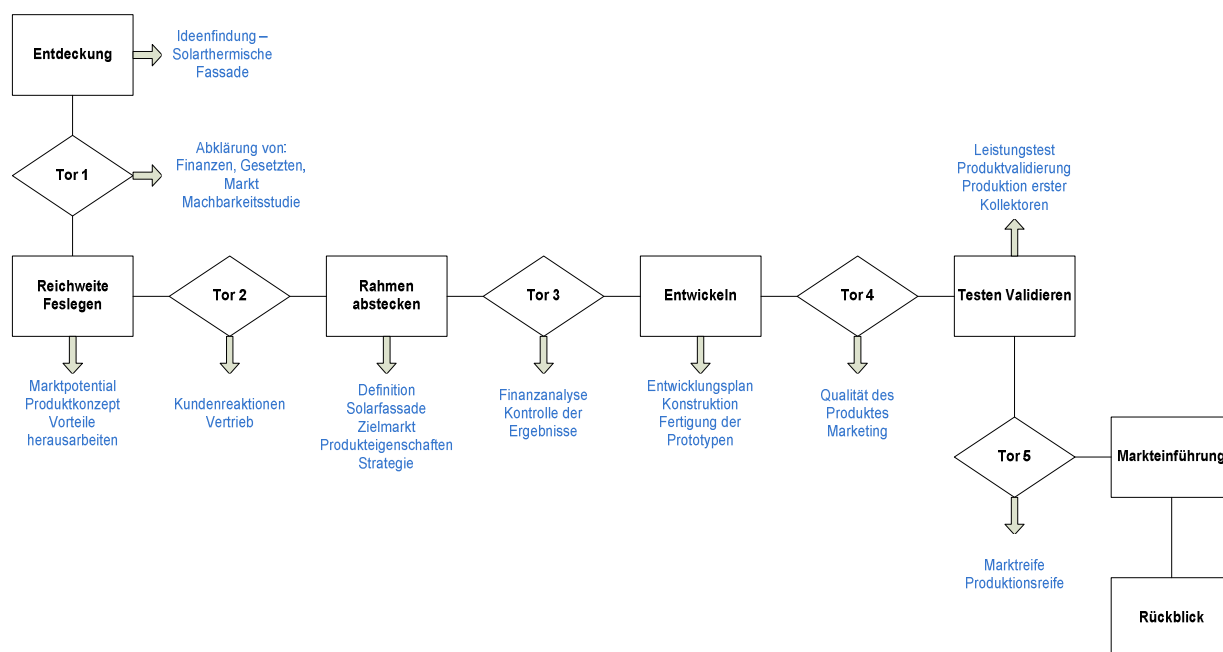 Entdeckung
Ideenfindung –
Solarthermische
Fassade
Tor 1
Abklärung von:
Finanzen, Gesetzten,
Markt
Machbarkeitsstudie
Reichweite
Feslegen
Marktpotential
Produktkonzept
Vorteile
herausarbeiten
Tor 2
Kundenreaktionen
Vertrieb
Rahmen
abstecken
Definition
Solarfassade
Zielmarkt
Produkteigenschaften
Strategie
Tor 3
Finanzanalyse
Kontrolle der
Ergebnisse
Entwickeln
Entwicklungsplan
Konstruktion
Fertigung der
Prototypen
Tor 4
Qualität des
Produktes
Marketing
Leistungstest
Produktvalidierung
Produktion erster
Kollektoren
Testen Validieren
Tor 5
Marktreife
Produktionsreife
Markteinführung
Rückblick